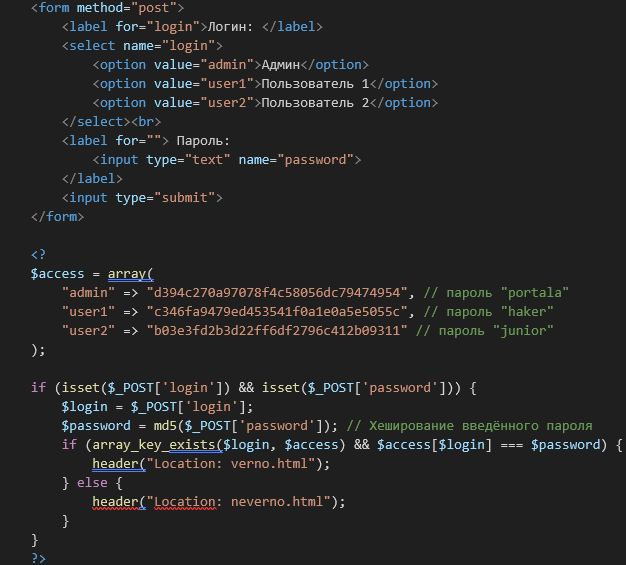 <form method="post">
<label for="login">Логин: </label>
<select name="login">
<option value="admin">Админ</option>
<option value="user1">Пользователь 1</option>
<option value="user2">Пользователь 2</option>
</select><br>
<label for=""> Пароль:
<input type="text" name="password">
</label>
<input type="submit">
</form>
<?
$access = array(
"admin" => "d394c270a97078f4c58056dc79474954", // пароль "portala"
"user1" => "c346fa9479ed453541f0a1e0a5e5055c", // пароль "haker"
"user2" => "b03e3fd2b3d22ff6df2796c412b09311" // пароль "junior"
);
if (isset($_POST['login']) && isset($_POST['password'])) {
$login = $_POST['login'];
$password = md5($_POST['password']); // Хеширование введённого пароля
if (array_key_exists($login, $access) && $access[$login] === $password) {
header("Location: verno.html");
} else {
header("Location: neverno.html");
}
}
?>